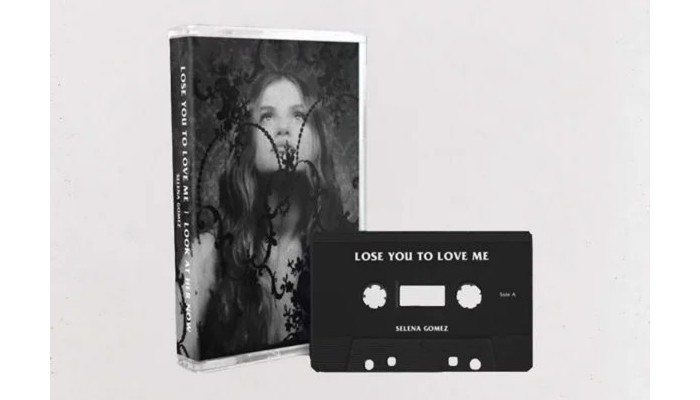 LOSE YOU TO LOVE ME | LOOK AT HER NOW
SELENA GOMEZ
LOSE YOU TO LOVE ME
Side A
SELENA GOMEZ